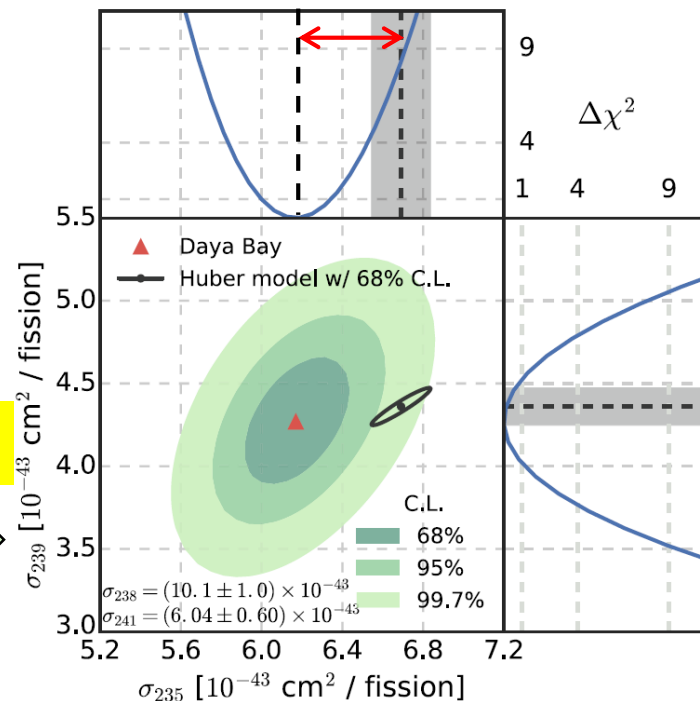 9
4
Δχ²
1 4 9
5.5
5.0
4.5
4.0
3.5
3.0
σ₂₃₉ [10⁻⁴³ cm² / fission]
Daya Bay
Huber model w/ 68% C.L.
C.L.
68%
95%
99.7%
σ₂₃₈ = (10.1 ± 1.0) × 10⁻⁴³
σ₂₄₁ = (6.04 ± 0.60) × 10⁻⁴³
5.2 5.6 6.0 6.4 6.8 7.2
σ₂₃₅ [10⁻⁴³ cm² / fission]